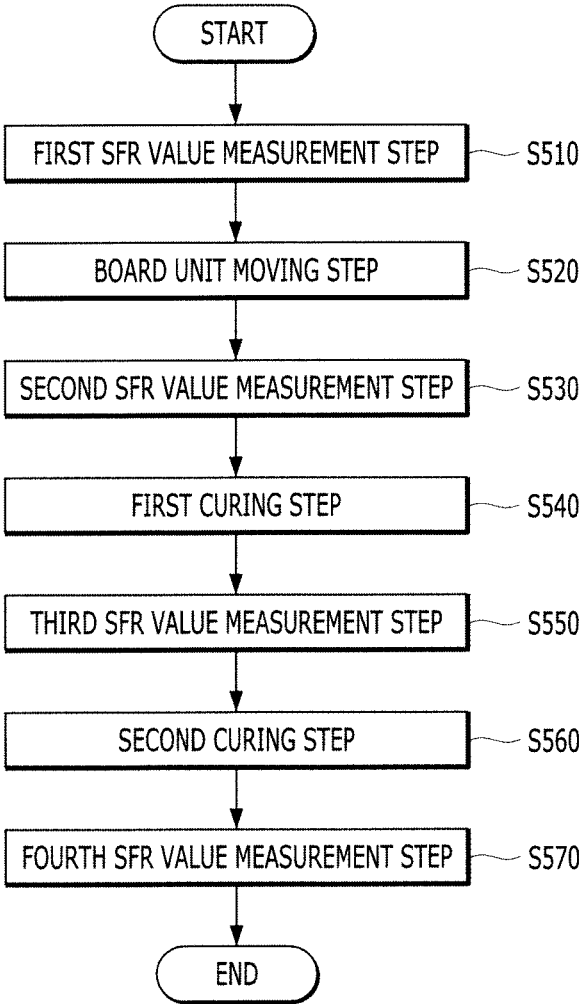 START
FIRST SFR VALUE MEASUREMENT STEP S510
BOARD UNIT MOVING STEP S520
SECOND SFR VALUE MEASUREMENT STEP S530
FIRST CURING STEP S540
THIRD SFR VALUE MEASUREMENT STEP S550
SECOND CURING STEP S560
FOURTH SFR VALUE MEASUREMENT STEP S570
END